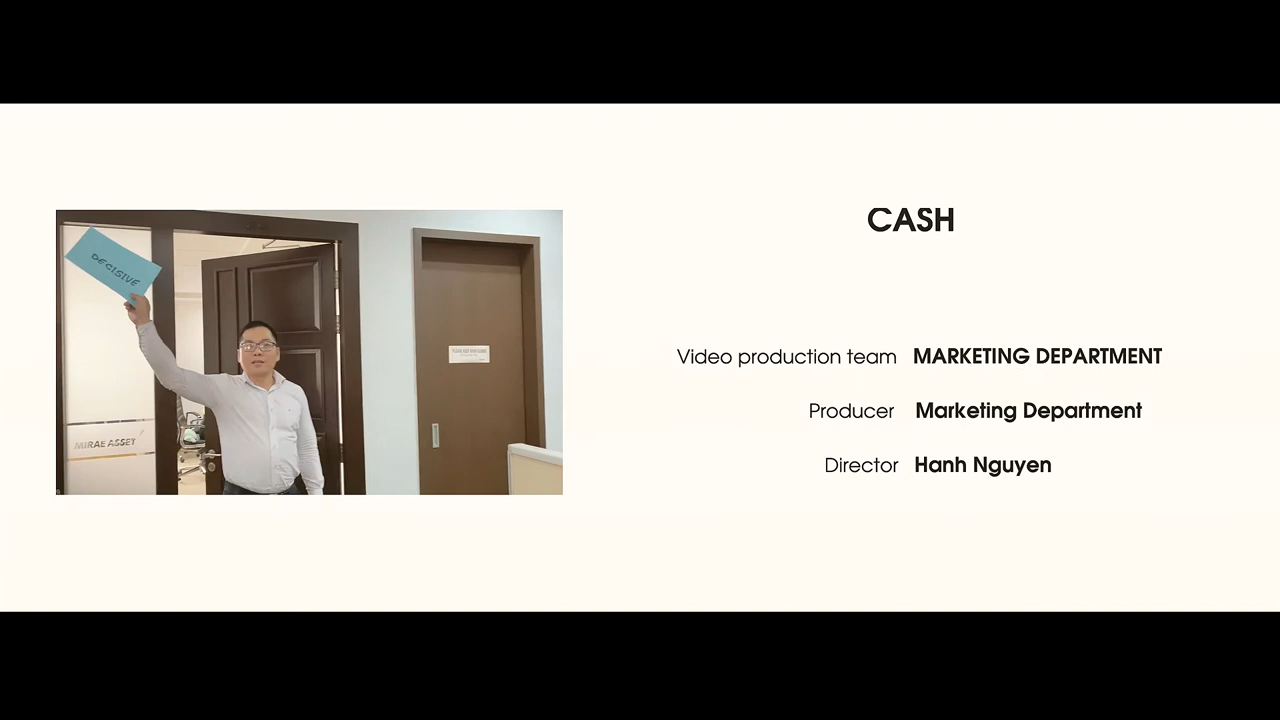 DECISIVE
MIRAE ASSET
CASH
Video production team MARKETING DEPARTMENT
Producer Marketing Department
Director Hanh Nguyen